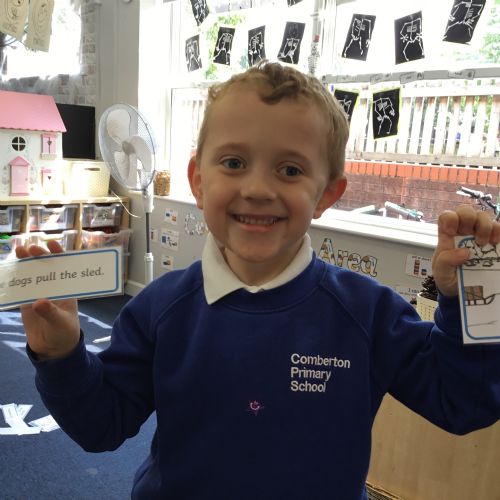 dogs pull the sled.
Comberton
Primary
School
Area